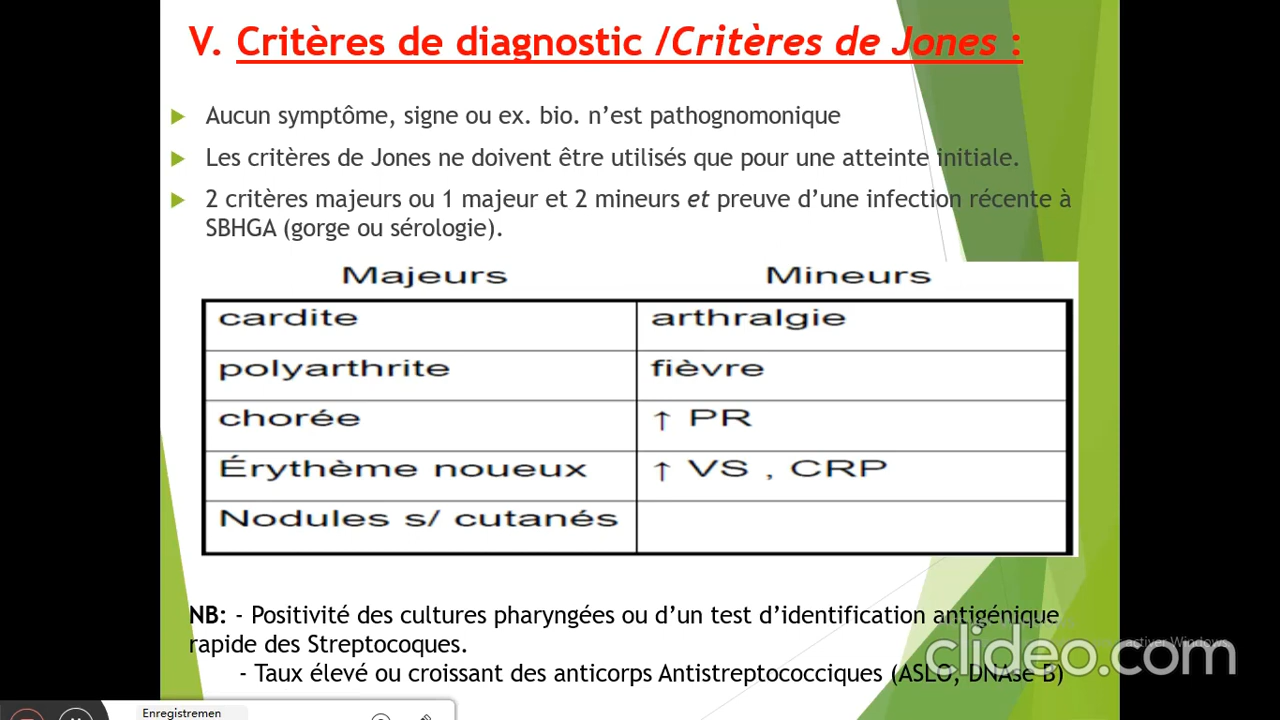 V. Critères de diagnostic /Critères de Jones :
Aucun symptôme, signe ou ex. bio. n’est pathognomonique
Les critères de Jones ne doivent être utilisés que pour une atteinte initiale.
2 critères majeurs ou 1 majeur et 2 mineurs et preuve d’une infection récente à
SBHGA (gorge ou sérologie).
Majeurs Mineurs
cardite arthralgie
polyarthrite fièvre
chorée ↑ PR
Érythème noueux ↑ VS , CRP
Nodules s/ cutanés
NB: - Positivité des cultures pharyngées ou d’un test d’identification antigénique
rapide des Streptocoques.
- Taux élevé ou croissant des anticorps Antistreptococciques (ASLO, DNAse B)
clideo.com
activer Windows
Enregistremen